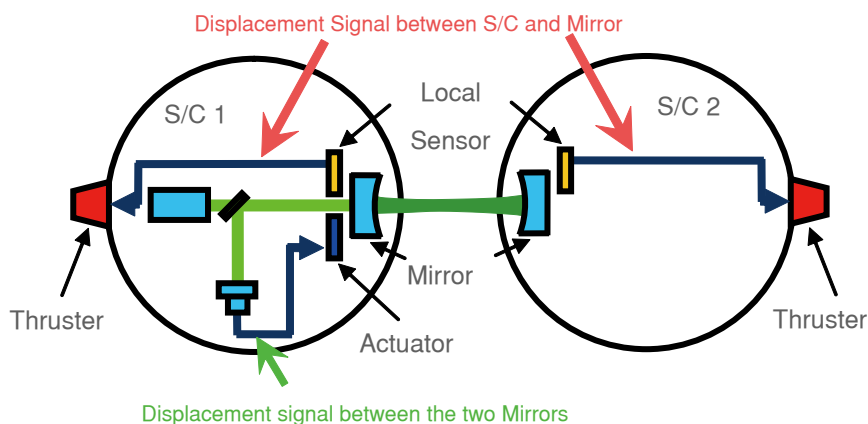 Displacement Signal between S/C and Mirror
S/C 1
Local
Sensor
S/C 2
Thruster
Mirror
Actuator
Thruster
Displacement signal between the two Mirrors